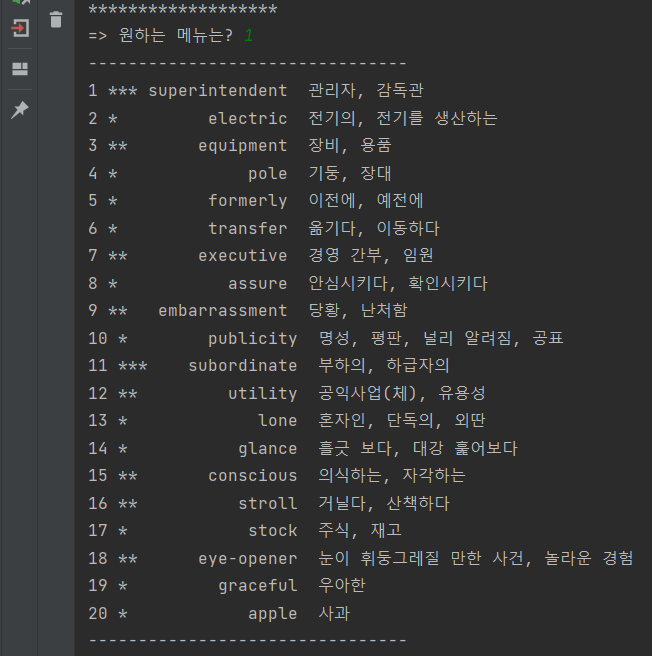 *******************
=> 원하는 메뉴는? 1
--------------------------------
1 *** superintendent  관리자, 감독관
2 *         electric  전기의, 전기를 생산하는
3 **       equipment  장비, 용품
4 *             pole  기둥, 장대
5 *         formerly  이전에, 예전에
6 *         transfer  옮기다, 이동하다
7 **       executive  경영 간부, 임원
8 *           assure  안심시키다, 확인시키다
9 **   embarrassment  당황, 난처함
10 *        publicity  명성, 평판, 널리 알려짐, 공표
11 ***    subordinate  부하의, 하급자의
12 **         utility  공익사업(체), 유용성
13 *             lone  혼자인, 단독의, 외딴
14 *           glance  흘긋 보다, 대강 훑어보다
15 **       conscious  의식하는, 자각하는
16 **          stroll  거닐다, 산책하다
17 *            stock  주식, 재고
18 **      eye-opener  눈이 휘둥그레질 만한 사건, 놀라운 경험
19 *         graceful  우아한
20 *            apple  사과
--------------------------------